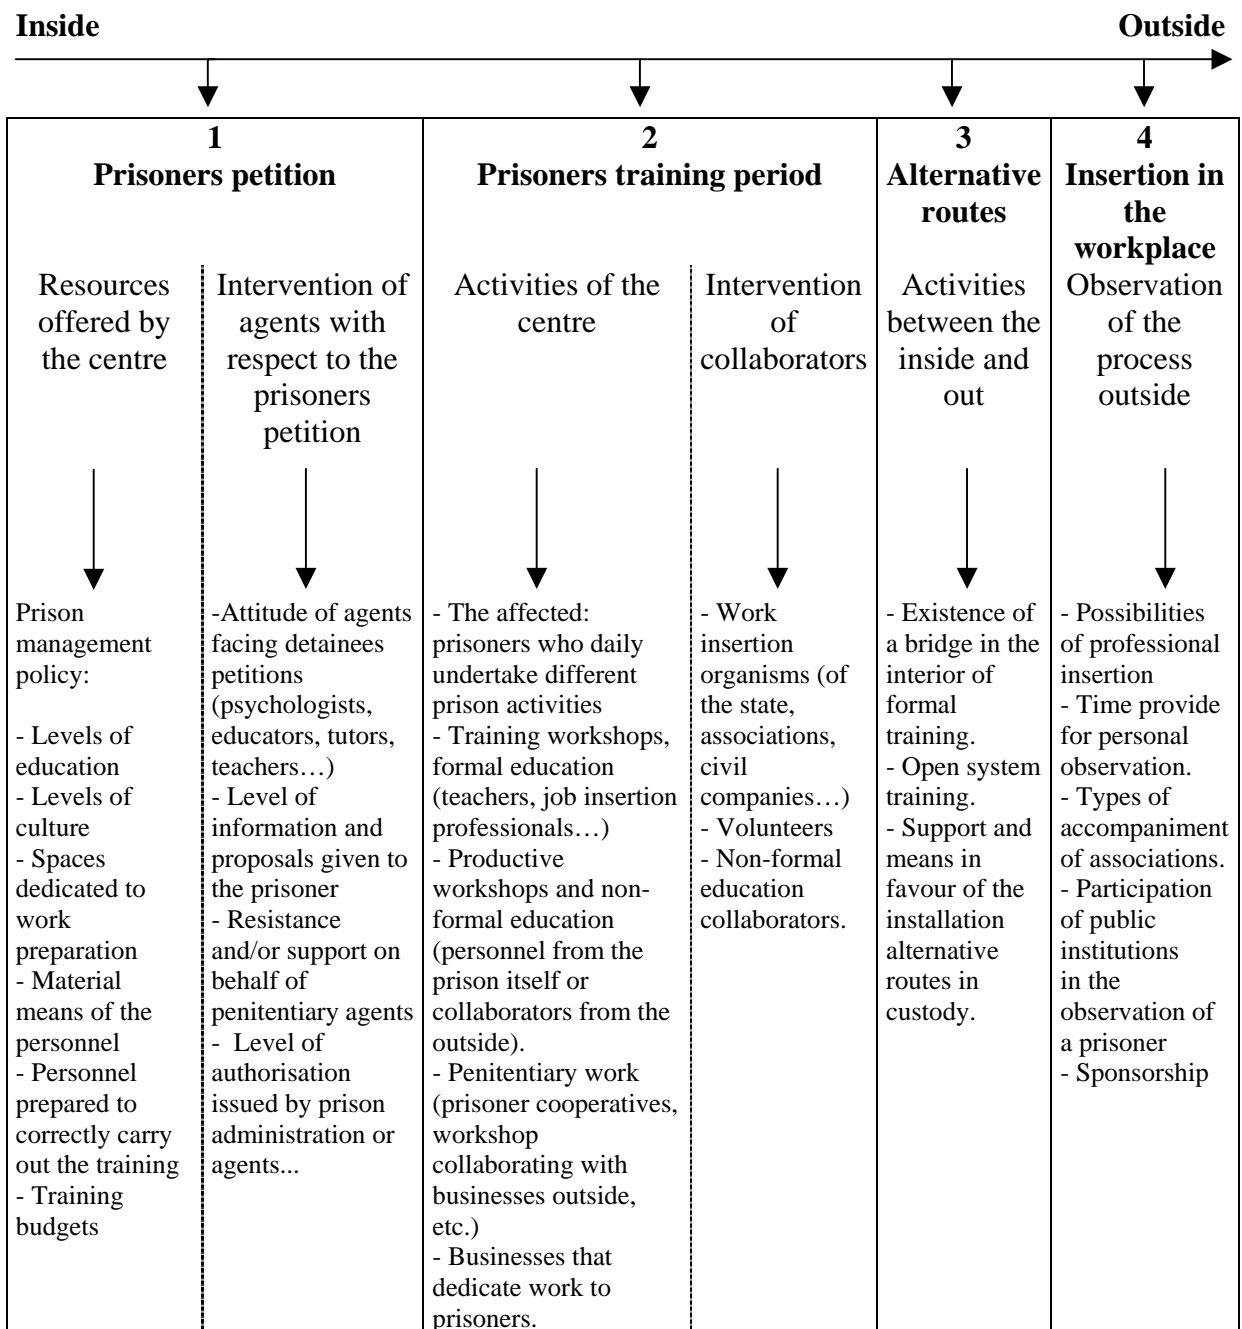 Inside
Outside
1
Prisoners petition
2
Prisoners training period
3
Alternative
routes
4
Insertion in
the
workplace
Resources
offered by
the centre
Intervention of
agents with
respect to the
prisoners
petition
Activities of the
centre
Intervention
of
collaborators
Activities
between the
inside and
out
Observation
of the
process
outside
Prison
management
policy:
- Levels of
education
- Levels of
culture
- Spaces
dedicated to
work
preparation
- Material
means of the
personnel
- Personnel
prepared to
correctly carry
out the training
- Training
budgets
-Attitude of agents
facing detainees
petitions
(psychologists,
educators, tutors,
teachers…)
- Level of
information and
proposals given to
the prisoner
- Resistance
and/or support on
behalf of
penitentiary agents
- Level of
authorisation
issued by prison
administration or
agents...
- The affected:
prisoners who daily
undertake different
prison activities
- Training workshops,
formal education
(teachers, job insertion
professionals…)
- Productive
workshops and non-
formal education
(personnel from the
prison itself or
collaborators from the
outside).
- Penitentiary work
(prisoner cooperatives,
workshop
collaborating with
businesses outside,
etc.)
- Businesses that
dedicate work to
prisoners.
- Work
insertion
organisms (of
the state,
associations,
civil
companies…)
- Volunteers
- Non-formal
education
collaborators.
- Existence of
a bridge in the
interior of
formal
training.
- Open system
training.
- Support and
means in
favour of the
installation
alternative
routes in
custody.
- Possibilities
of professional
insertion
- Time provide
for personal
observation.
- Types of
accompaniment
of associations.
- Participation
of public
institutions
in the
observation of
a prisoner
- Sponsorship